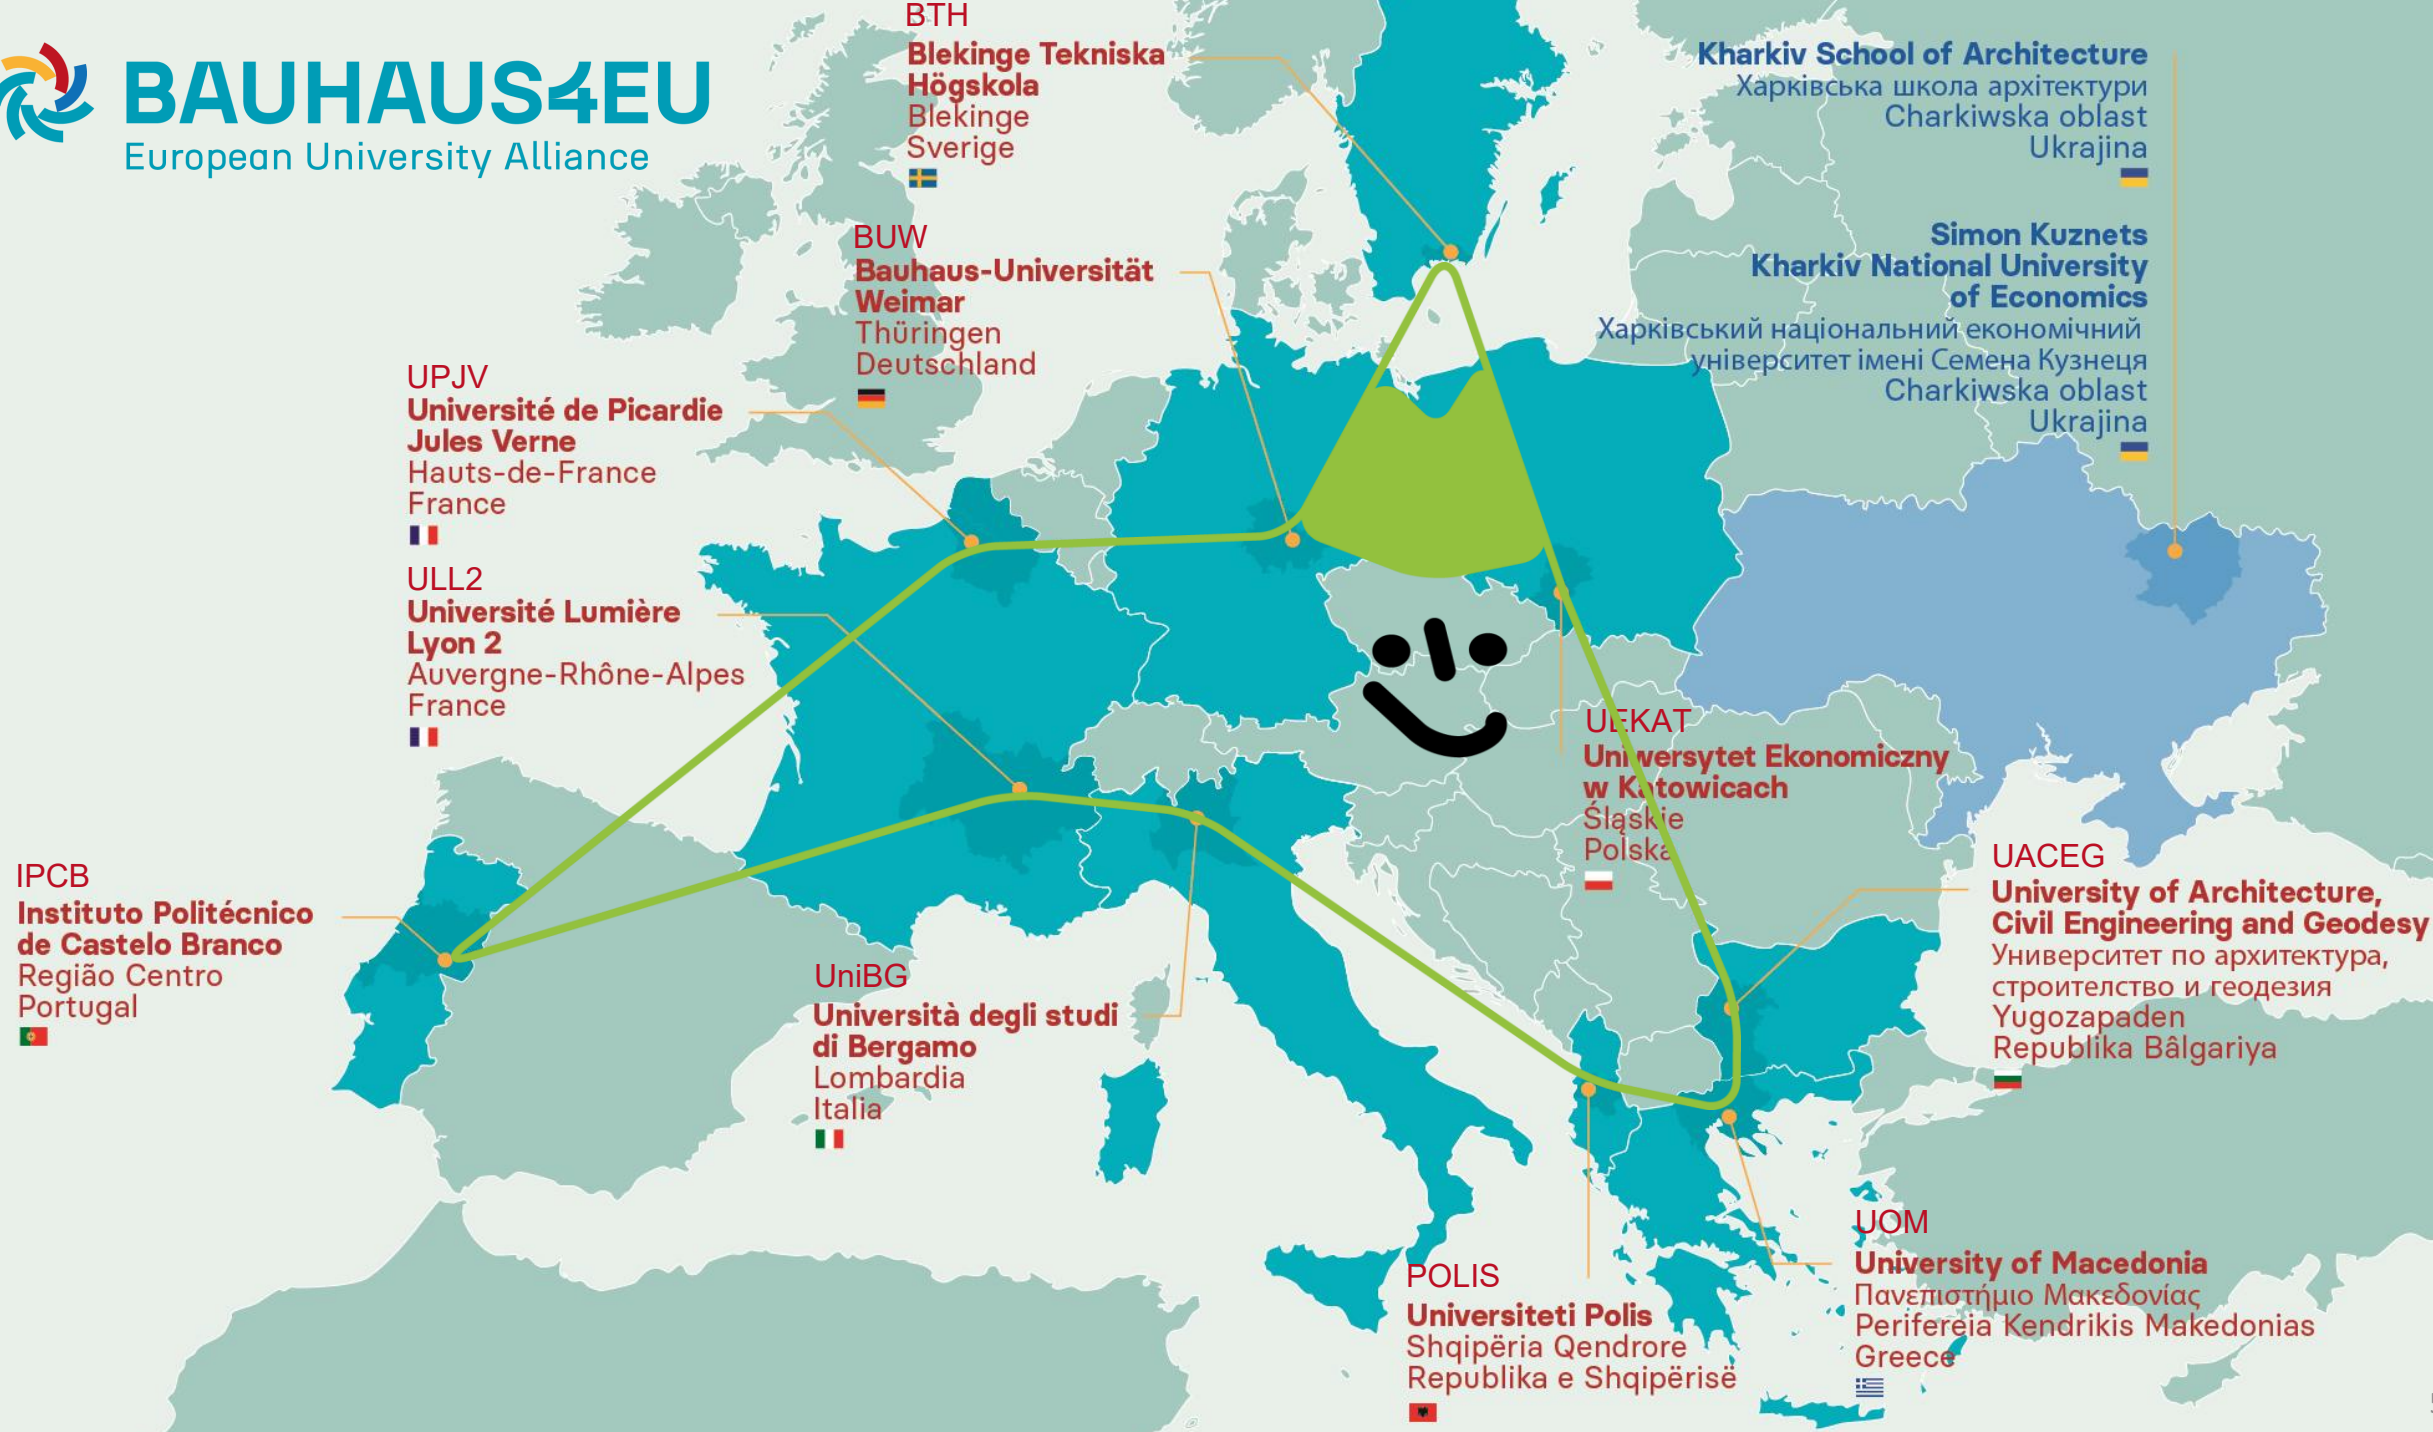 BAUHAUS4EU
European University Alliance
BTH
Blekinge Tekniska
Högskola
Blekinge
Sverige
Kharkiv School of Architecture
Харківська школа архітектури
Charkiwska oblast
Ukrajina
BUW
Bauhaus-Universität
Weimar
Thüringen
Deutschland
Simon Kuznets
Kharkiv National University
of Economics
Харківський національний економічний
університет імені Семена Кузнеця
Charkiwska oblast
Ukrajina
UPJV
Université de Picardie
Jules Verne
Hauts-de-France
France
ULL2
Université Lumière
Lyon 2
Auvergne-Rhône-Alpes
France
UEKAT
Uniwersytet Ekonomiczny
w Katowicach
Śląskie
Polska
IPCB
Instituto Politécnico
de Castelo Branco
Região Centro
Portugal
UACEG
University of Architecture,
Civil Engineering and Geodesy
Университет по архитектура,
строителство и геодезия
Yugozapaden
Republika Bâlgariya
UniBG
Università degli studi
di Bergamo
Lombardia
Italia
UOM
University of Macedonia
Πανεπιστήμιο Μακεδονίας
Perifereia Kendrikis Makedonias
Greece
POLIS
Universiteti Polis
Shqipëria Qendrore
Republika e Shqipërisë